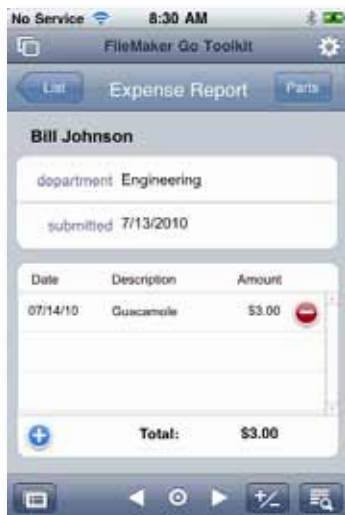 No Service 8:30 AM
FileMaker Go Toolkit
List Expense Report Parts
Bill Johnson
department Engineering
submitted 7/13/2010
Date Description Amount
07/14/10 Guacamole $3.00
Total: $3.00
+/-